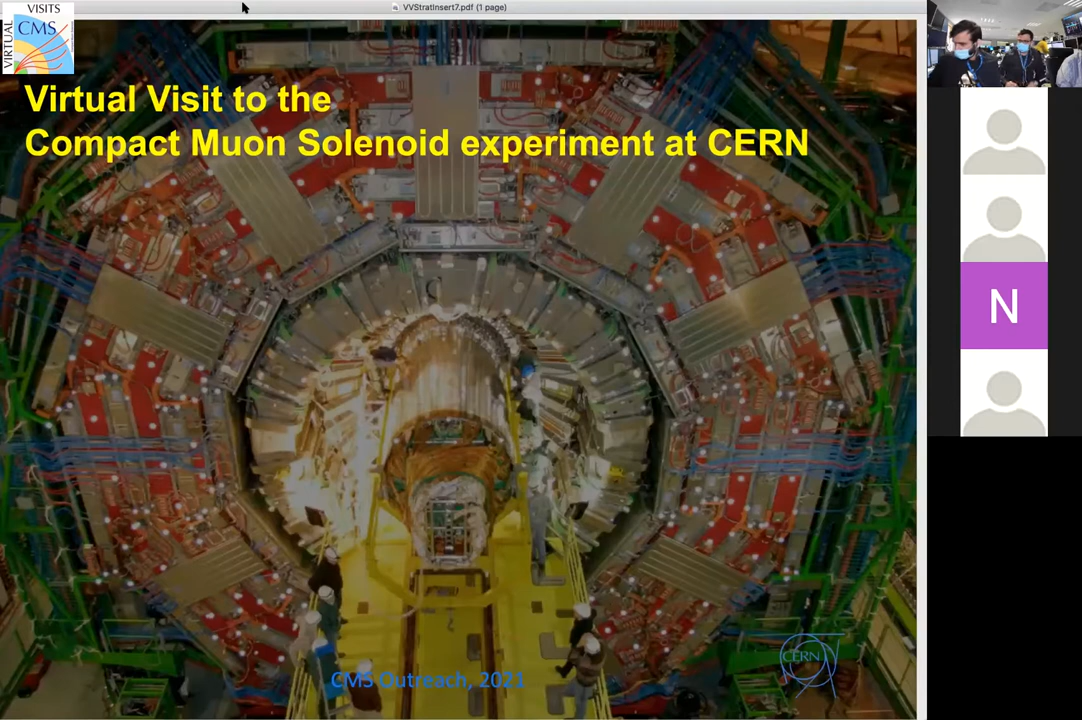 VVStratInsert7.pdf (1 page)
VISITS
VIRTUAL
CMS
Virtual Visit to the
Compact Muon Solenoid experiment at CERN
N
CERN
CMS Outreach, 2021